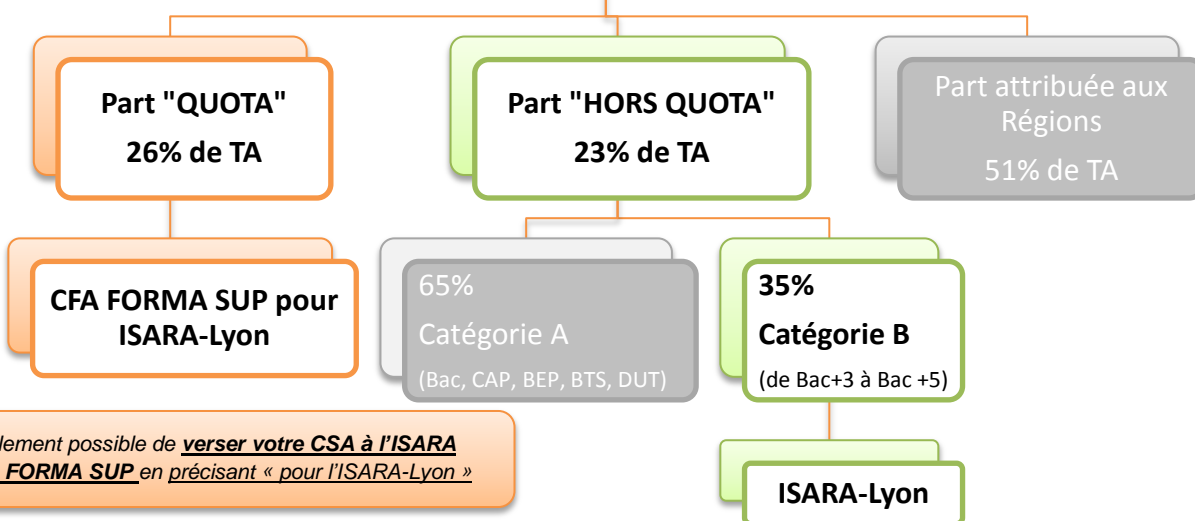 Part "QUOTA"
26% de TA
Part "HORS QUOTA"
23% de TA
Part attribuée aux
Régions
51% de TA
CFA FORMA SUP pour
ISARA-Lyon
65%
Catégorie A
(Bac, CAP, BEP, BTS, DUT)
35%
Catégorie B
(de Bac+3 à Bac +5)
possible de verser votre CSA à l'ISARA
FORMA SUP en précisant « pour l'ISARA-Lyon »
ISARA-Lyon